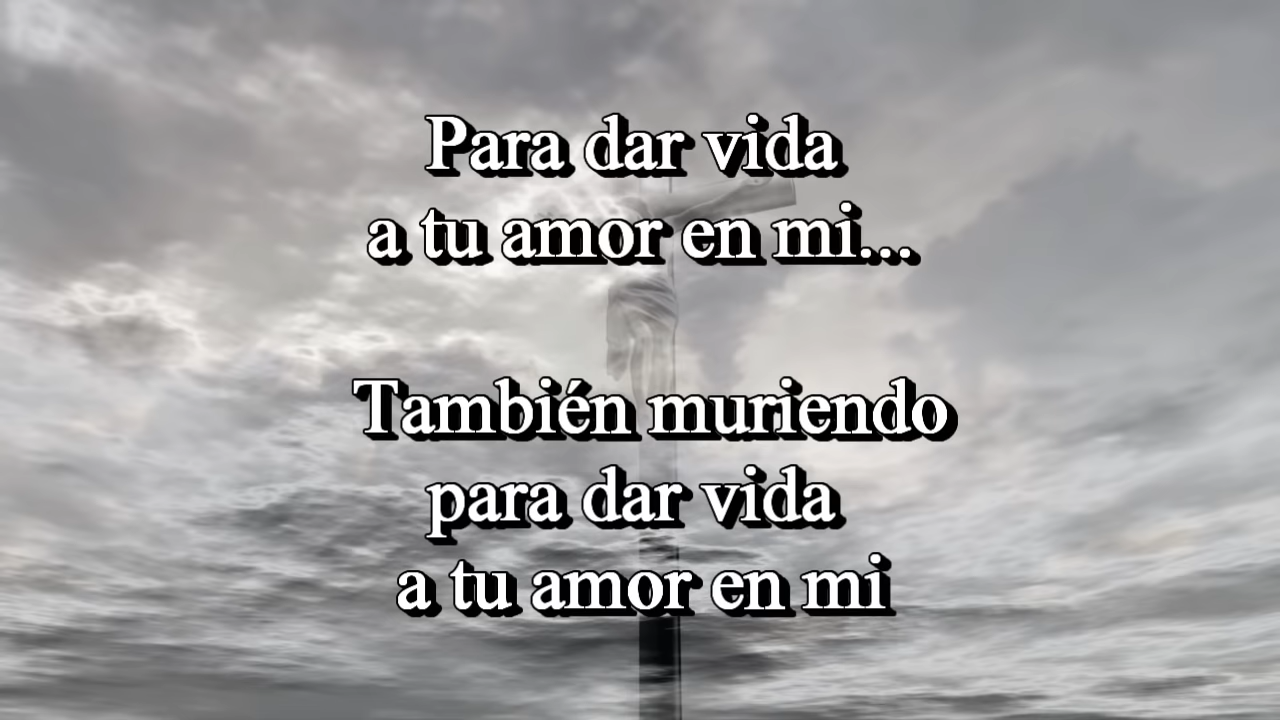 Para dar vida
a tu amor en mi...
También muriendo
para dar vida
a tu amor en mi